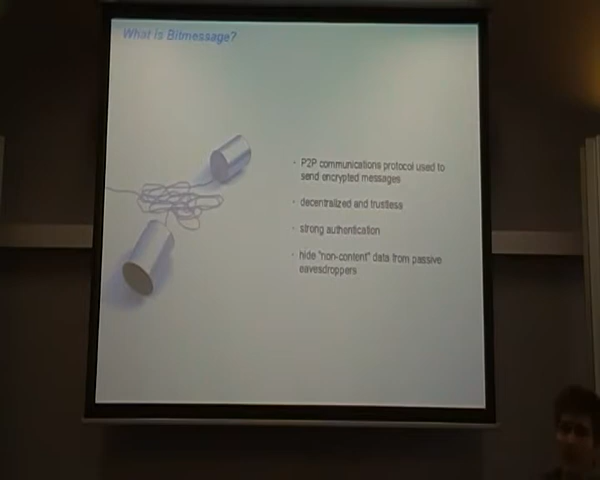 What is Bitmessage?
- P2P communications protocol used to
send encrypted messages
- decentralized and trustless
- strong authentication
- hide "non-content" data from passive
eavesdroppers